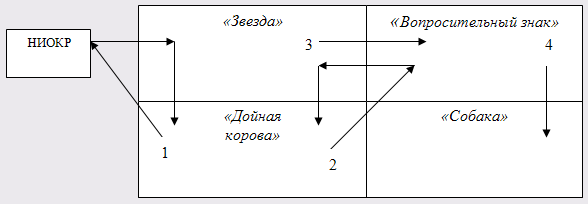 НИОКР
«Звезда»
«Вопросительный знак»
3
4
«Дойная
корова»
«Собака»
1
2